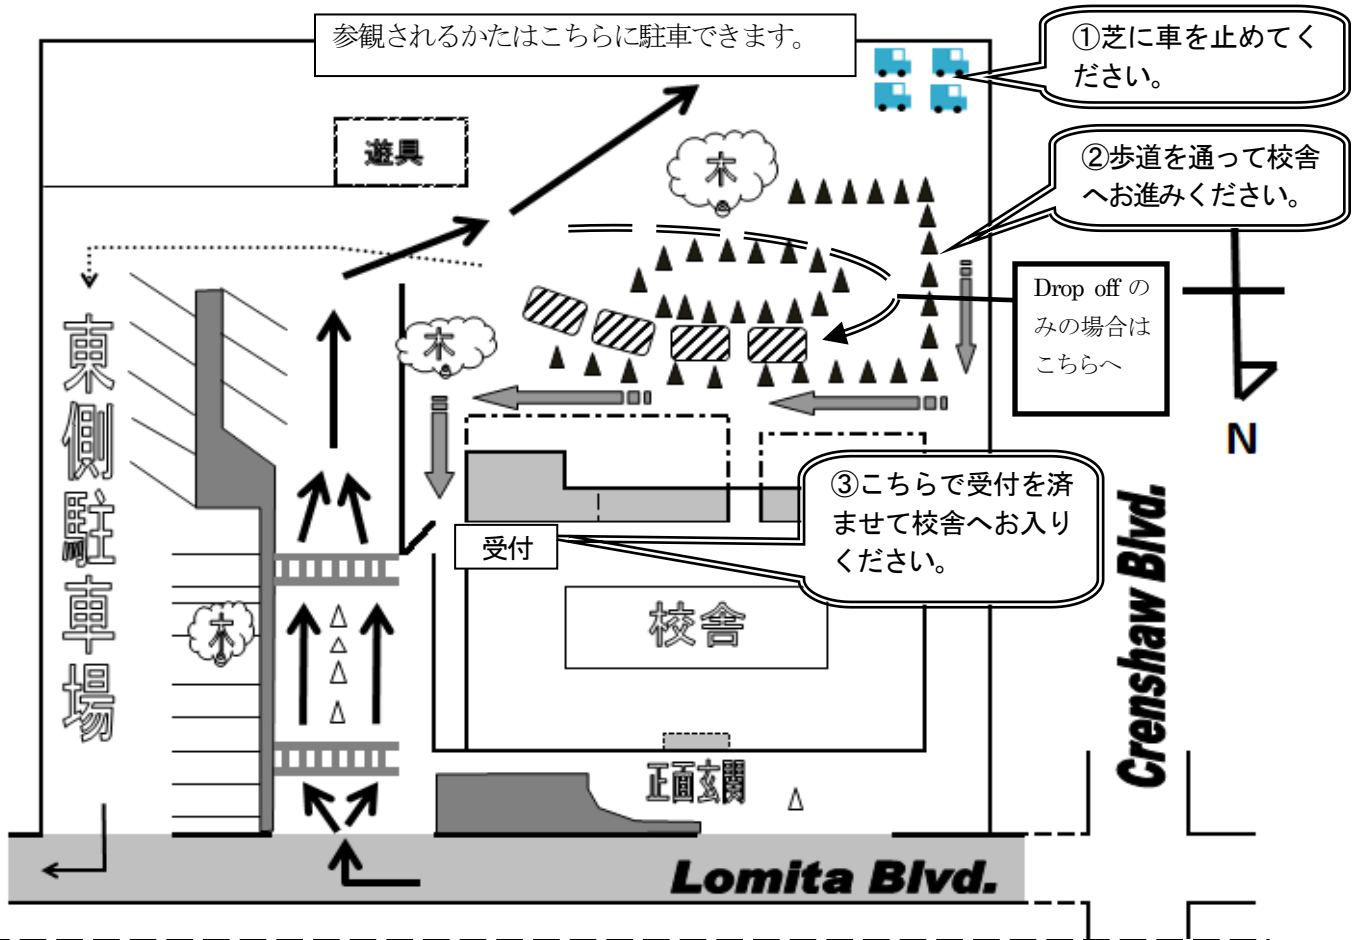 参観されるかたはこちらに駐車できます。
①芝に車を止めてく
ださい。
遊具
木
②歩道を通って校舎
へお進みください。
Drop off の
みの場合は
こちらへ
木
東側駐車場
N
③こちらで受付を済
ませて校舎へお入り
ください。
受付
木
校舎
Crenshaw Blvd.
正面玄関
Lomita Blvd.